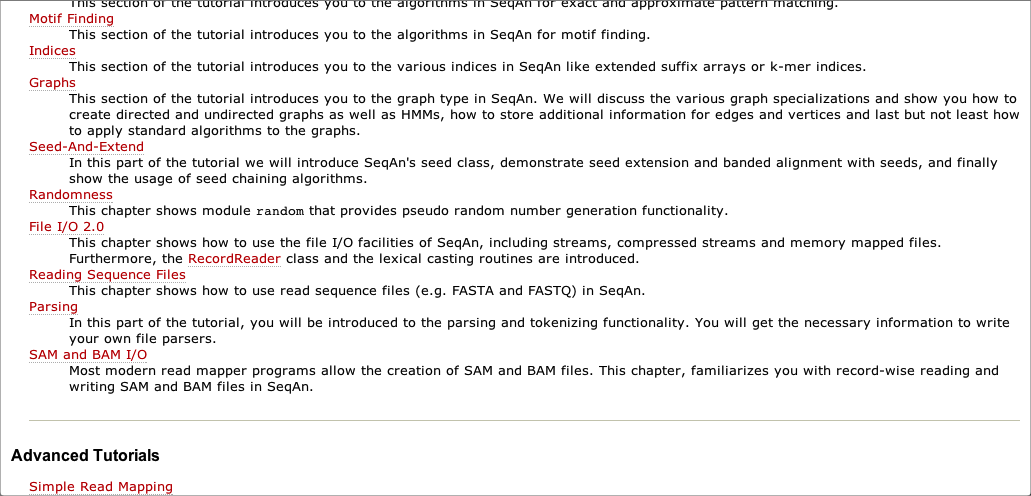 This section of the tutorial introduces you to the algorithms in SeqAn for exact and approximate pattern matching.
Motif Finding
This section of the tutorial introduces you to the algorithms in SeqAn for motif finding.
Indices
This section of the tutorial introduces you to the various indices in SeqAn like extended suffix arrays or k-mer indices.
Graphs
This section of the tutorial introduces you to the graph type in SeqAn. We will discuss the various graph specializations and show you how to
create directed and undirected graphs as well as HMMs, how to store additional information for edges and vertices and last but not least how
to apply standard algorithms to the graphs.
Seed-And-Extend
In this part of the tutorial we will introduce SeqAn's seed class, demonstrate seed extension and banded alignment with seeds, and finally
show the usage of seed chaining algorithms.
Randomness
This chapter shows module random that provides pseudo random number generation functionality.
File I/O 2.0
This chapter shows how to use the file I/O facilities of SeqAn, including streams, compressed streams and memory mapped files.
Furthermore, the RecordReader class and the lexical casting routines are introduced.
Reading Sequence Files
This chapter shows how to use read sequence files (e.g. FASTA and FASTQ) in SeqAn.
Parsing
In this part of the tutorial, you will be introduced to the parsing and tokenizing functionality. You will get the necessary information to write
your own file parsers.
SAM and BAM I/O
Most modern read mapper programs allow the creation of SAM and BAM files. This chapter, familiarizes you with record-wise reading and
writing SAM and BAM files in SeqAn.
Advanced Tutorials
Simple Read Mapping